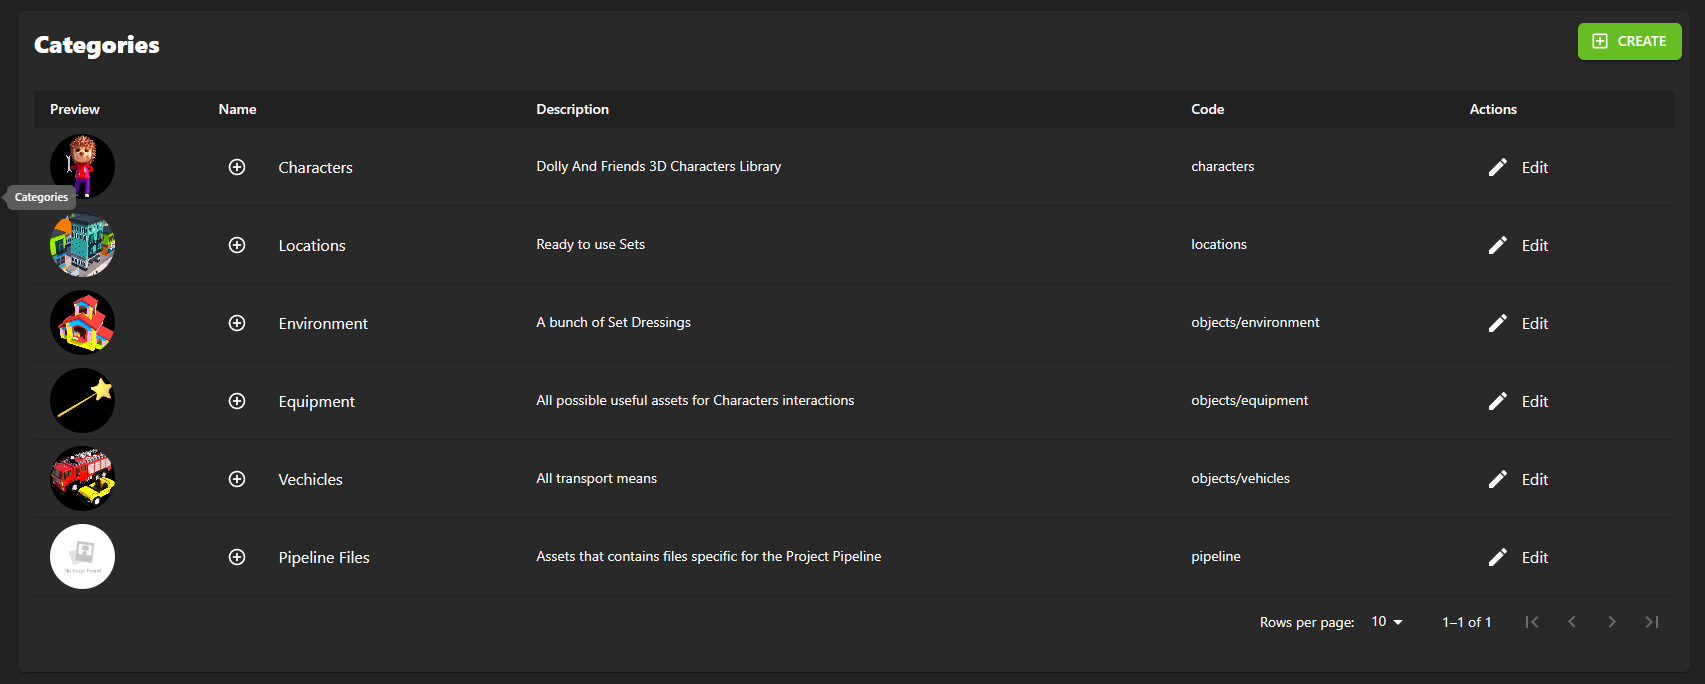 Categories
CREATE
Preview Name Description Code Actions
Characters Dolly And Friends 3D Characters Library characters Edit
Categories
Locations Ready to use Sets locations Edit
Environment A bunch of Set Dressings objects/environment Edit
Equipment All possible useful assets for Characters interactions objects/equipment Edit
Vechicles All transport means objects/vehicles Edit
No Image Found
Pipeline Files Assets that contains files specific for the Project Pipeline pipeline Edit
Rows per page: 10 1–1 of 1